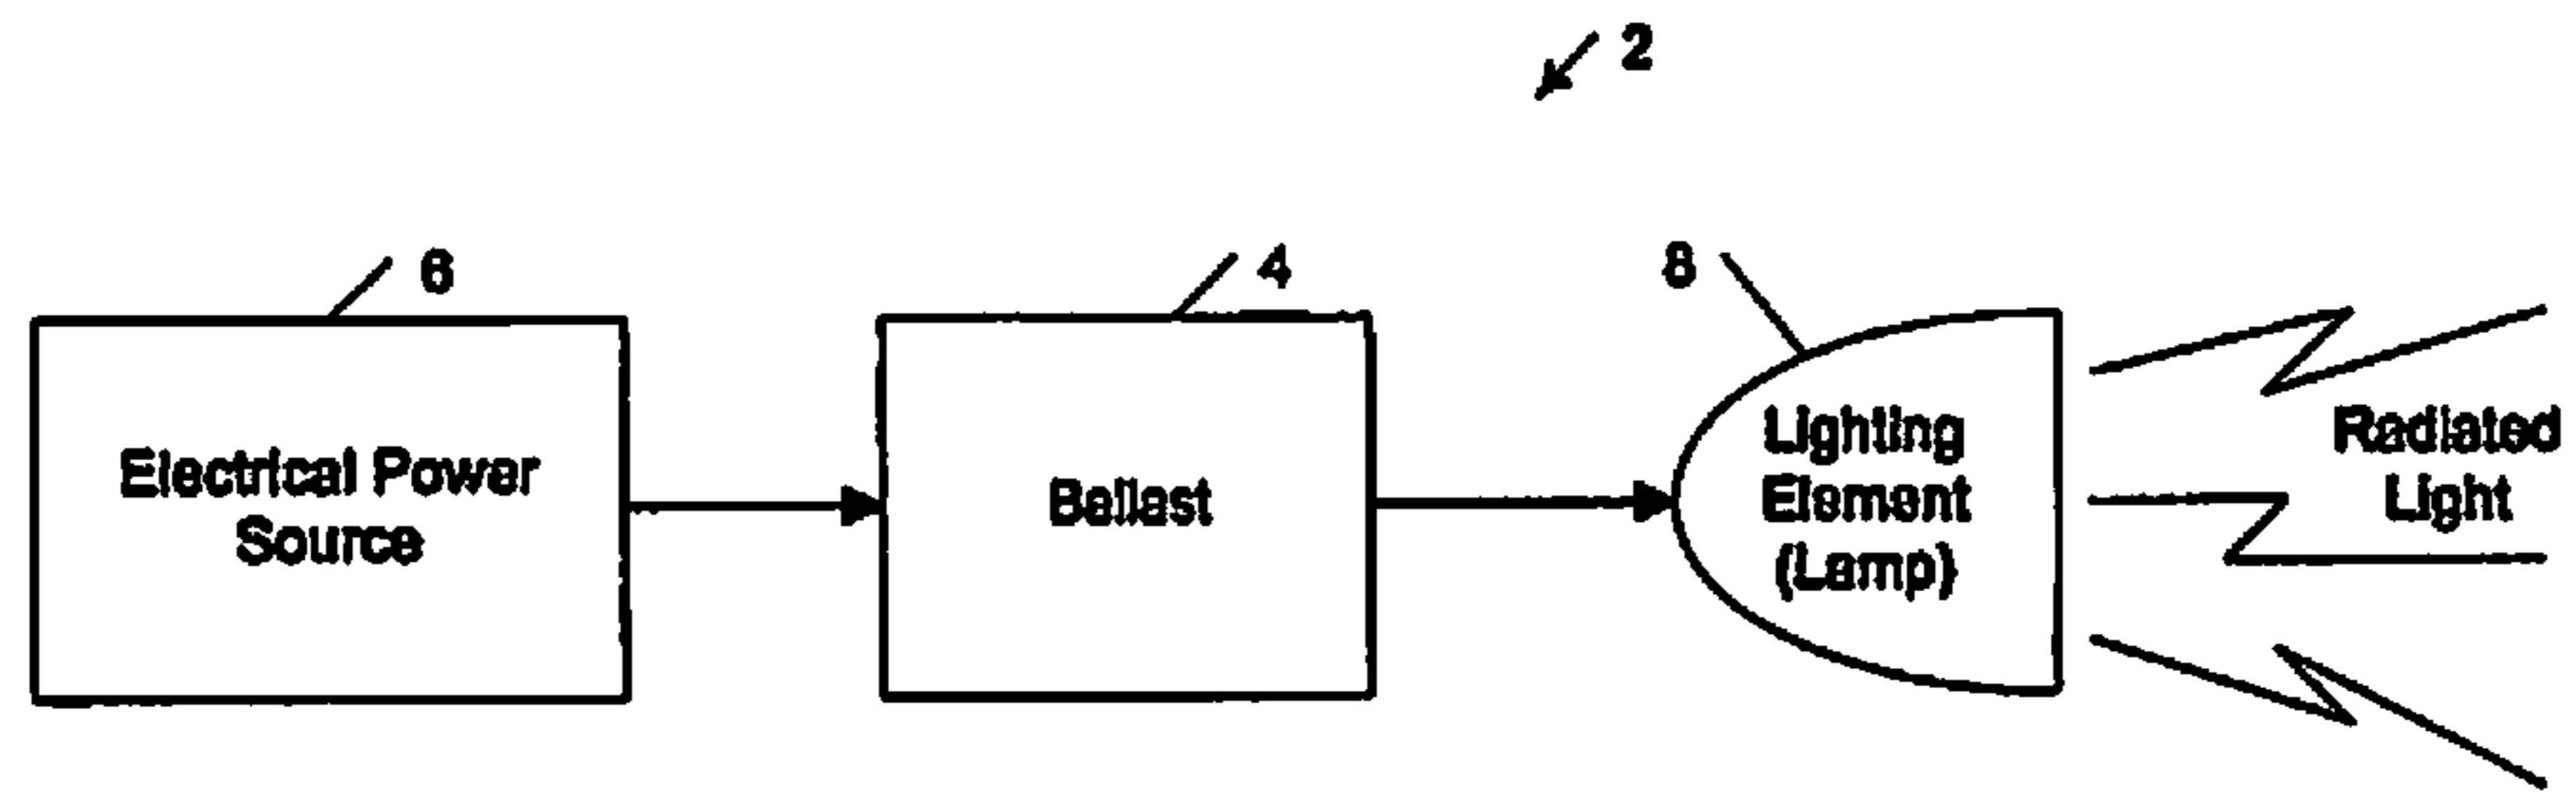 2
6
4
8
Electrical Power
Source
Ballast
Lighting
Element
(Lamp)
Radiated
Light